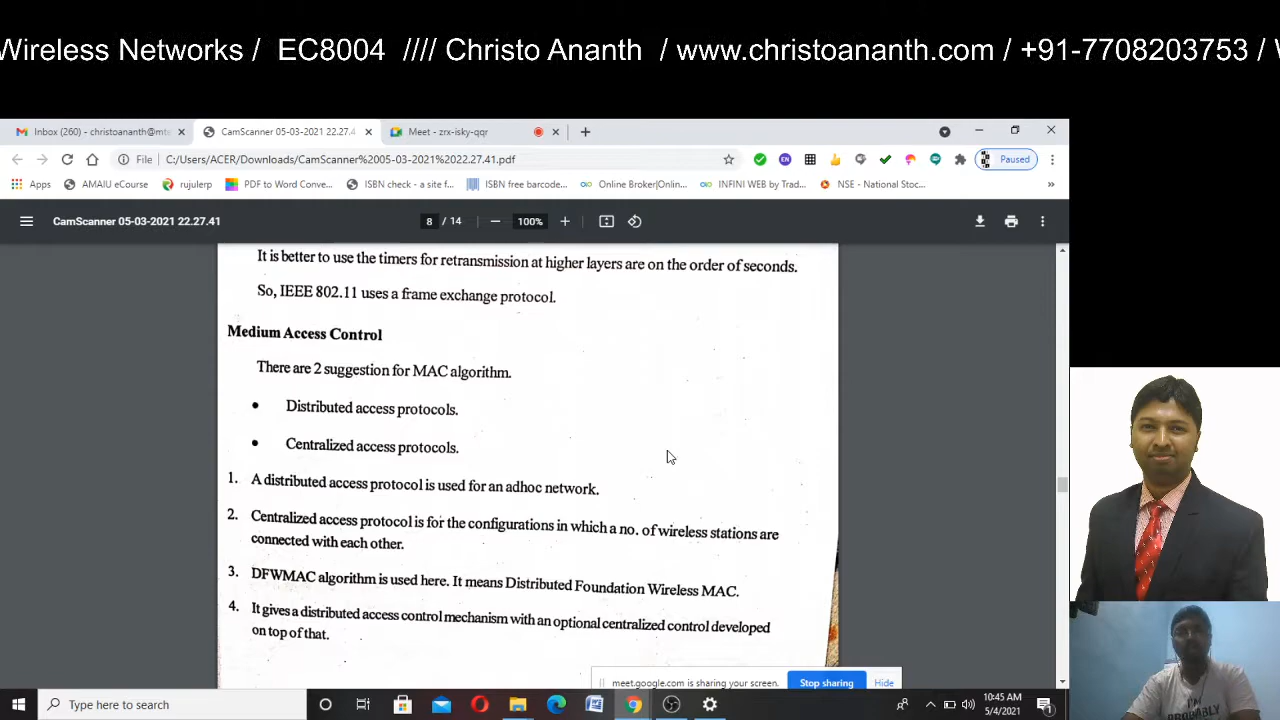 Wireless Networks / EC8004 //// Christo Ananth / www.christoananth.com / +91-7708203753 /
Inbox (260) - christoananth@mt
CamScanner 05-03-2021 22.27.4
Meet - zrx-isky-qqr
File
C:/Users/ACER/Downloads/CamScanner%2005-03-2021%2022.27.41.pdf
EN
Paused
Apps
AMAIU eCourse
rujulerp
PDF to Word Conve...
ISBN check - a site f...
ISBN free barcode...
Online Broker|Onlin...
INFINI WEB by Trad...
NSE - National Stoc...
CamScanner 05-03-2021 22.27.41
8 / 14
100%
It is better to use the timers for retransmission at higher layers are on the order of seconds.
So, IEEE 802.11 uses a frame exchange protocol.
Medium Access Control
There are 2 suggestion for MAC algorithm.
• Distributed access protocols.
• Centralized access protocols.
1. A distributed access protocol is used for an adhoc network.
2. Centralized access protocol is for the configurations in which a no. of wireless stations are
connected with each other.
3. DFWMAC algorithm is used here. It means Distributed Foundation Wireless MAC.
4. It gives a distributed access control mechanism with an optional centralized control developed
on top of that.
meet.google.com is sharing your screen.
Stop sharing
Hide
I'M
PROBABLY
Type here to search
10:45 AM
5/4/2021